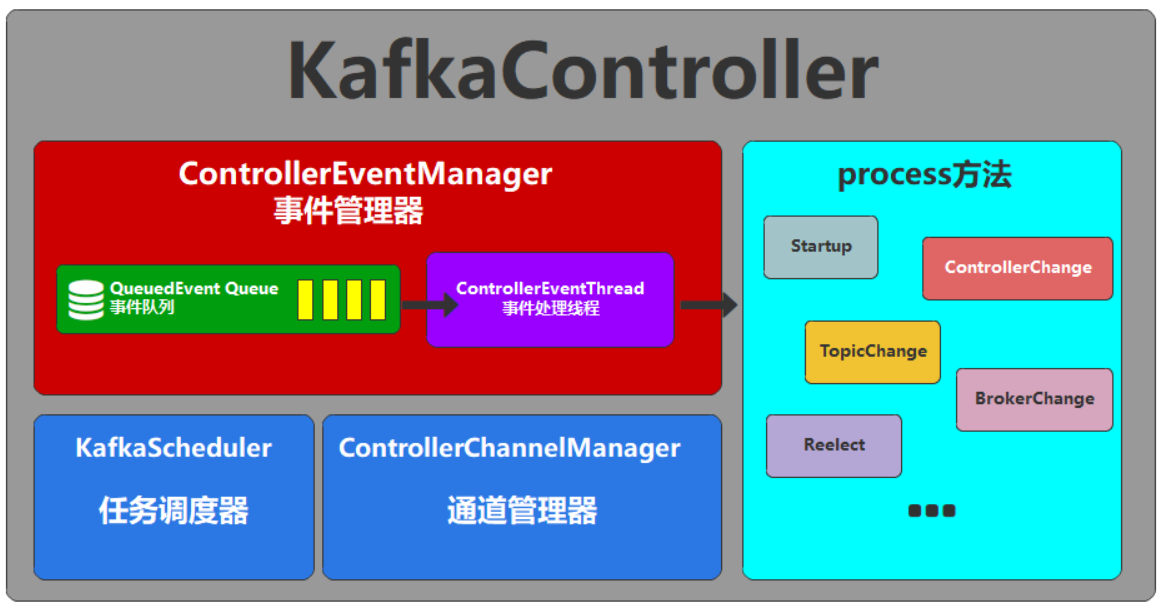 KafkaController
ControllerEventManager
事件管理器
QueuedEvent Queue
事件队列
ControllerEventThread
事件处理线程
KafkaScheduler
任务调度器
ControllerChannelManager
通道管理器
process方法
Startup
ControllerChange
TopicChange
BrokerChange
Reelect
...